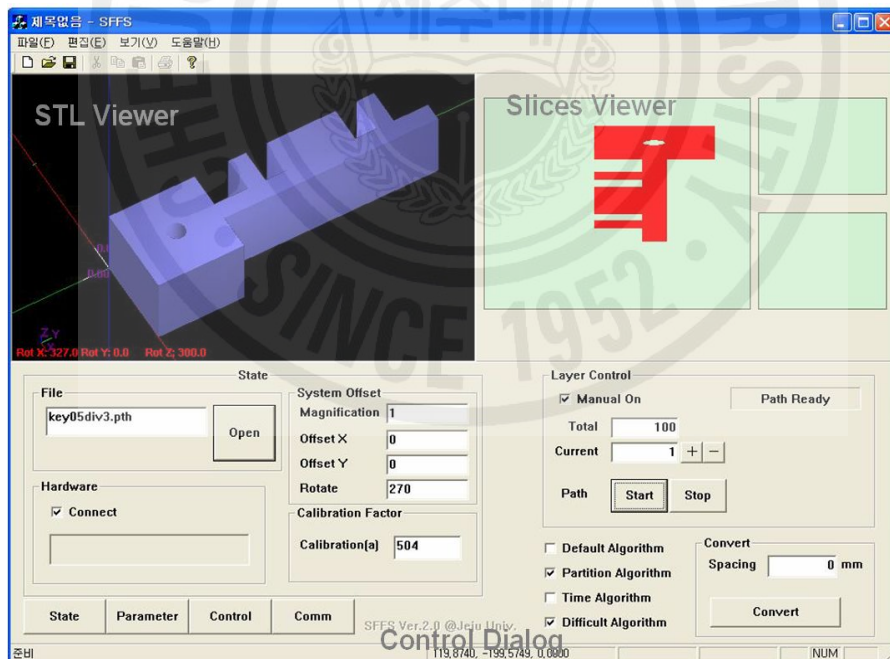 제목없음 - SFFS
파일(F) 편집(E) 보기(V) 도움말(H)
STL Viewer
Slices Viewer
Z Y
X
Rot X: 327.0 Rot Y: 0.0 Rot Z: 300.0
State
File
key05div3.pth
Open
Hardware
Connect
System Offset
Magnification 1
Offset X 0
Offset Y 0
Rotate 270
Calibration Factor
Calibration(a) 504
Layer Control
Manual On
Path Ready
Total 100
Current 1 + -
Path Start Stop
Default Algorithm
Partition Algorithm
Time Algorithm
Difficult Algorithm
Convert
Spacing 0 mm
Convert
State Parameter Control Comm
SFFS Ver.2.0 @Jeju Univ.
Control Dialog
준비
119,8740, -199,5749, 0,0000
NUM
SINCE 1952